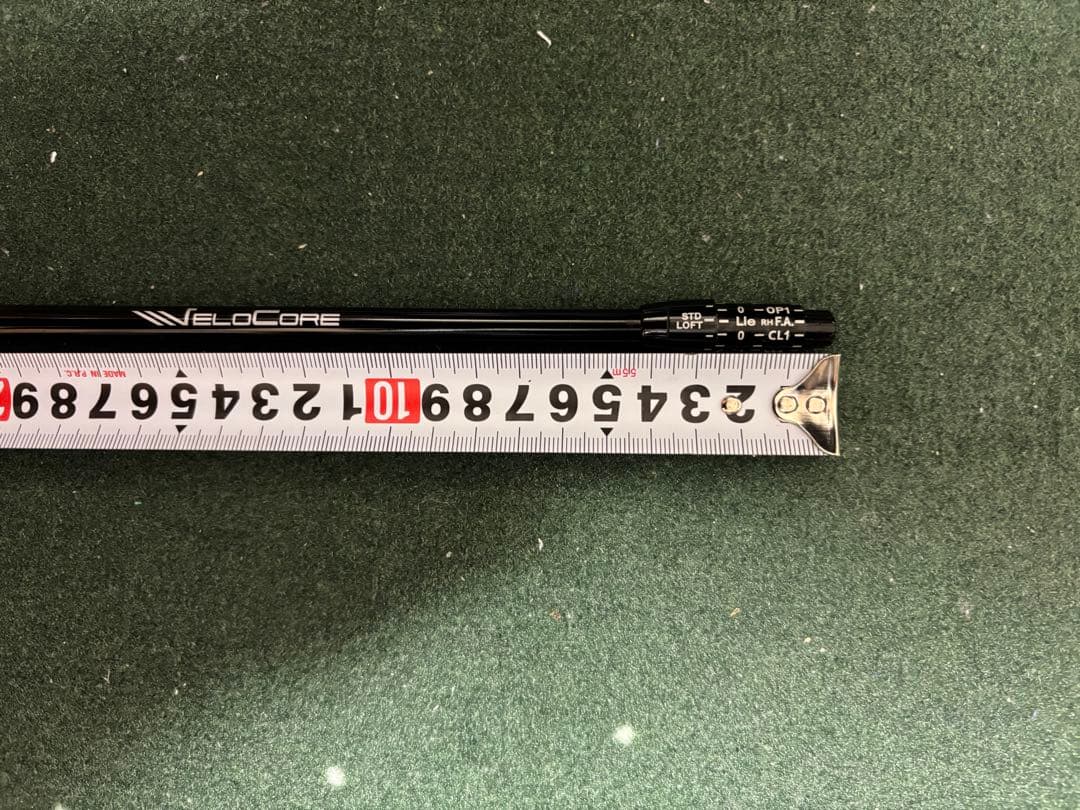 VELOCORE
STD
LOFT
0 — OP1
Lie RH F.A.
0 — CL1
2 9 8 7 6 5 4 3 2 1 10 9 8 7 6 5 4 3 2
MADE IN P.R.C.
5.5m